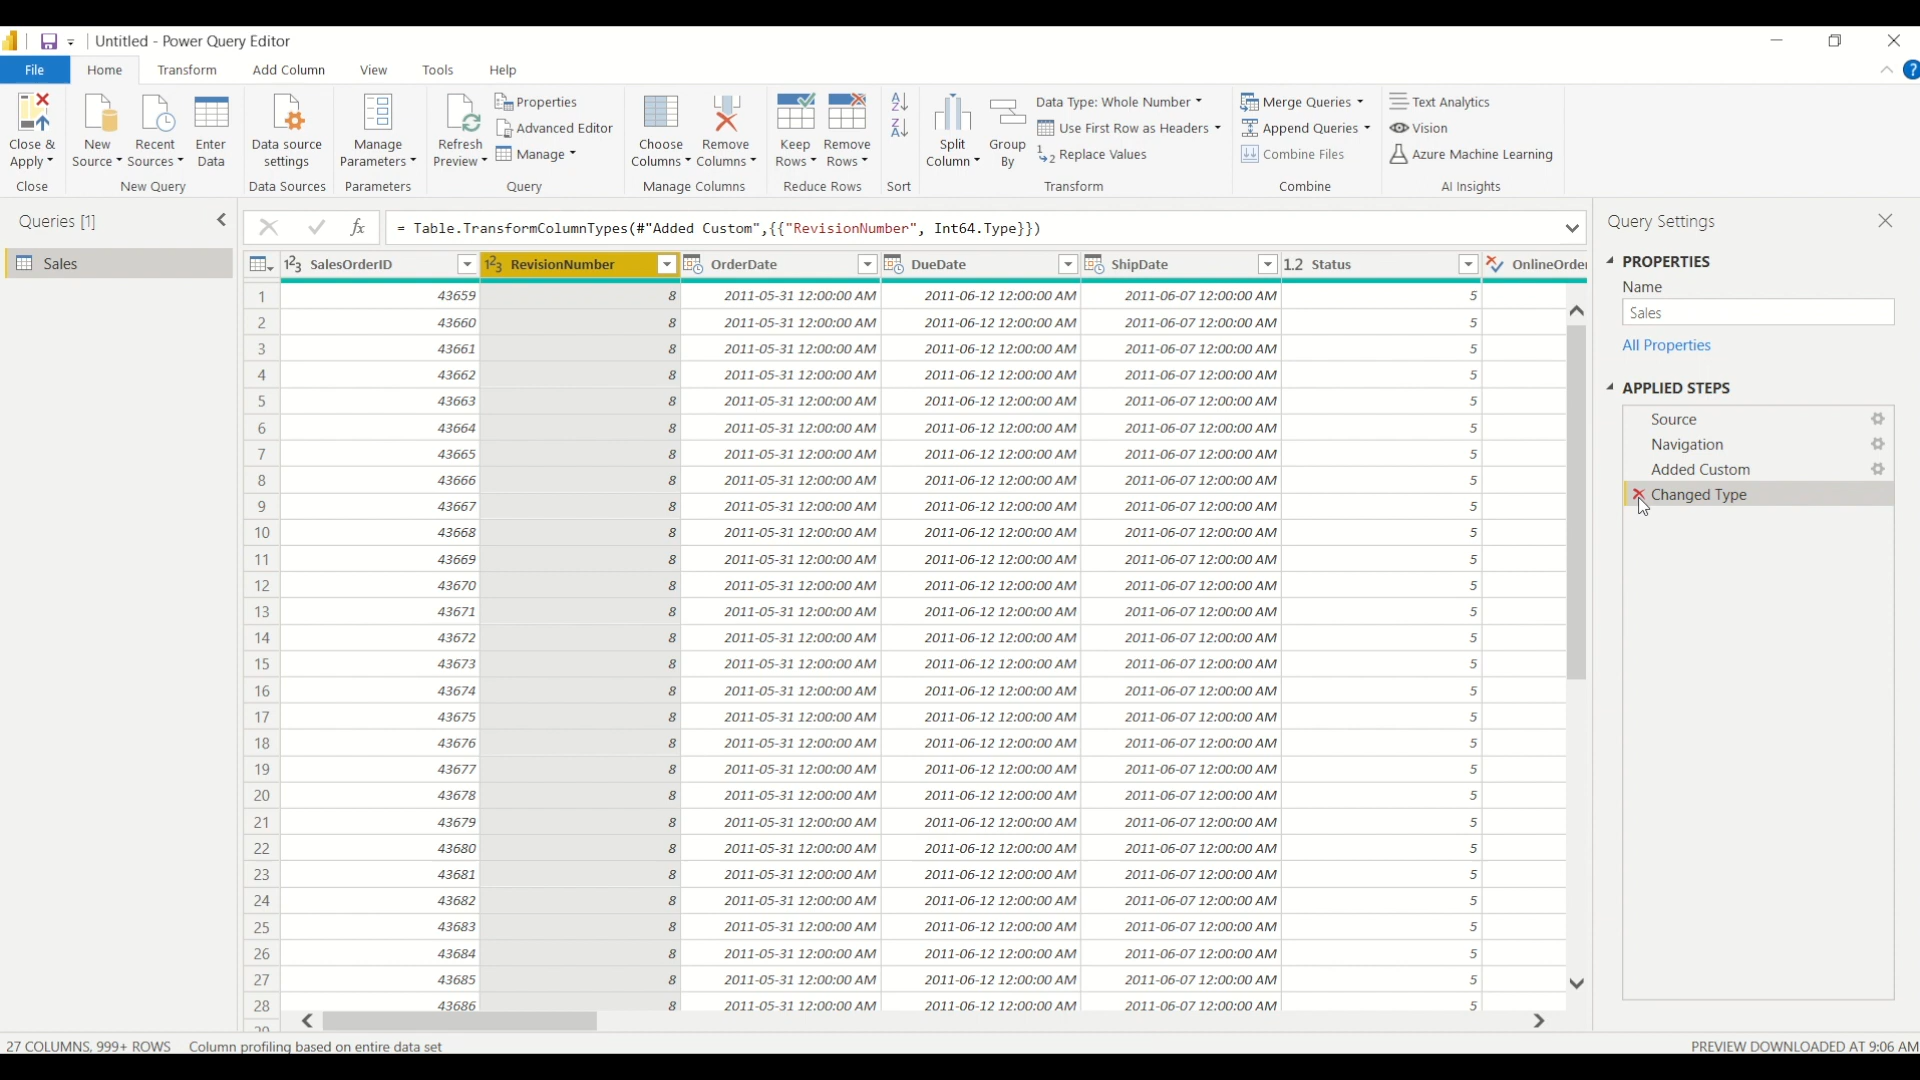 Untitled - Power Query Editor
File Home Transform Add Column View Tools Help
Close & Apply
New Source
Recent Sources
Enter Data
Data source settings
Manage Parameters
Refresh Preview
Properties
Advanced Editor
Manage
Choose Columns
Remove Columns
Keep Rows
Remove Rows
Split Column
Group By
Data Type: Whole Number
Use First Row as Headers
Replace Values
Merge Queries
Append Queries
Combine Files
Text Analytics
Vision
Azure Machine Learning
Close New Query Data Sources Parameters Query Manage Columns Reduce Rows Sort Transform Combine AI Insights
Queries [1]
Sales
fx = Table.TransformColumnTypes(#"Added Custom",{{"RevisionNumber", Int64.Type}})
SalesOrderID RevisionNumber OrderDate DueDate ShipDate 1.2 Status OnlineOrder
1 43659 8 2011-05-31 12:00:00 AM 2011-06-12 12:00:00 AM 2011-06-07 12:00:00 AM 5
2 43660 8 2011-05-31 12:00:00 AM 2011-06-12 12:00:00 AM 2011-06-07 12:00:00 AM 5
3 43661 8 2011-05-31 12:00:00 AM 2011-06-12 12:00:00 AM 2011-06-07 12:00:00 AM 5
4 43662 8 2011-05-31 12:00:00 AM 2011-06-12 12:00:00 AM 2011-06-07 12:00:00 AM 5
5 43663 8 2011-05-31 12:00:00 AM 2011-06-12 12:00:00 AM 2011-06-07 12:00:00 AM 5
6 43664 8 2011-05-31 12:00:00 AM 2011-06-12 12:00:00 AM 2011-06-07 12:00:00 AM 5
7 43665 8 2011-05-31 12:00:00 AM 2011-06-12 12:00:00 AM 2011-06-07 12:00:00 AM 5
8 43666 8 2011-05-31 12:00:00 AM 2011-06-12 12:00:00 AM 2011-06-07 12:00:00 AM 5
9 43667 8 2011-05-31 12:00:00 AM 2011-06-12 12:00:00 AM 2011-06-07 12:00:00 AM 5
10 43668 8 2011-05-31 12:00:00 AM 2011-06-12 12:00:00 AM 2011-06-07 12:00:00 AM 5
11 43669 8 2011-05-31 12:00:00 AM 2011-06-12 12:00:00 AM 2011-06-07 12:00:00 AM 5
12 43670 8 2011-05-31 12:00:00 AM 2011-06-12 12:00:00 AM 2011-06-07 12:00:00 AM 5
13 43671 8 2011-05-31 12:00:00 AM 2011-06-12 12:00:00 AM 2011-06-07 12:00:00 AM 5
14 43672 8 2011-05-31 12:00:00 AM 2011-06-12 12:00:00 AM 2011-06-07 12:00:00 AM 5
15 43673 8 2011-05-31 12:00:00 AM 2011-06-12 12:00:00 AM 2011-06-07 12:00:00 AM 5
16 43674 8 2011-05-31 12:00:00 AM 2011-06-12 12:00:00 AM 2011-06-07 12:00:00 AM 5
17 43675 8 2011-05-31 12:00:00 AM 2011-06-12 12:00:00 AM 2011-06-07 12:00:00 AM 5
18 43676 8 2011-05-31 12:00:00 AM 2011-06-12 12:00:00 AM 2011-06-07 12:00:00 AM 5
19 43677 8 2011-05-31 12:00:00 AM 2011-06-12 12:00:00 AM 2011-06-07 12:00:00 AM 5
20 43678 8 2011-05-31 12:00:00 AM 2011-06-12 12:00:00 AM 2011-06-07 12:00:00 AM 5
21 43679 8 2011-05-31 12:00:00 AM 2011-06-12 12:00:00 AM 2011-06-07 12:00:00 AM 5
22 43680 8 2011-05-31 12:00:00 AM 2011-06-12 12:00:00 AM 2011-06-07 12:00:00 AM 5
23 43681 8 2011-05-31 12:00:00 AM 2011-06-12 12:00:00 AM 2011-06-07 12:00:00 AM 5
24 43682 8 2011-05-31 12:00:00 AM 2011-06-12 12:00:00 AM 2011-06-07 12:00:00 AM 5
25 43683 8 2011-05-31 12:00:00 AM 2011-06-12 12:00:00 AM 2011-06-07 12:00:00 AM 5
26 43684 8 2011-05-31 12:00:00 AM 2011-06-12 12:00:00 AM 2011-06-07 12:00:00 AM 5
27 43685 8 2011-05-31 12:00:00 AM 2011-06-12 12:00:00 AM 2011-06-07 12:00:00 AM 5
28 43686 8 2011-05-31 12:00:00 AM 2011-06-12 12:00:00 AM 2011-06-07 12:00:00 AM 5
Query Settings
PROPERTIES
Name
Sales
All Properties
APPLIED STEPS
Source
Navigation
Added Custom
Changed Type
27 COLUMNS, 999+ ROWS Column profiling based on entire data set
PREVIEW DOWNLOADED AT 9:06 AM